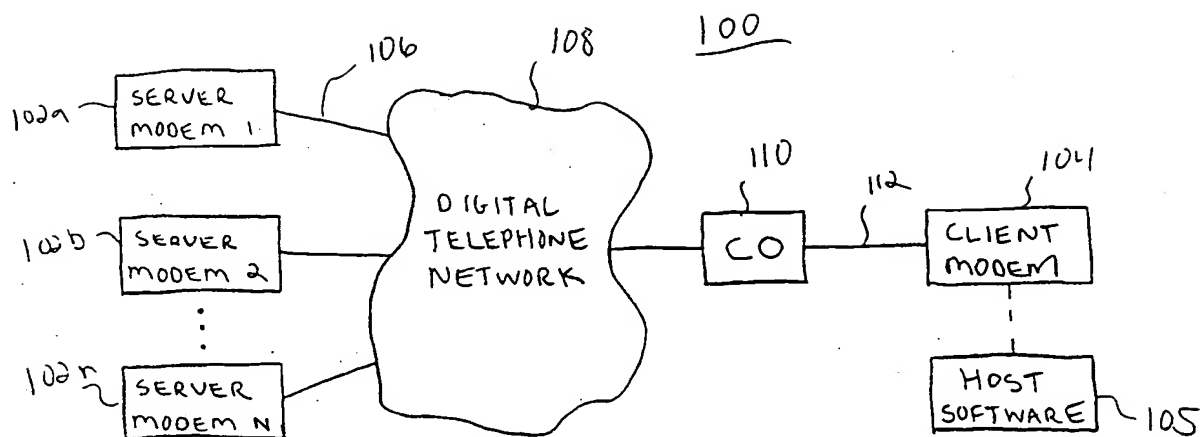 100
106
108
102a
SERVER
MODEM 1
110
112
104
DIGITAL
TELEPHONE
NETWORK
102b
SERVER
MODEM 2
CO
CLIENT
MODEM
102n
SERVER
MODEM N
HOST
SOFTWARE
105